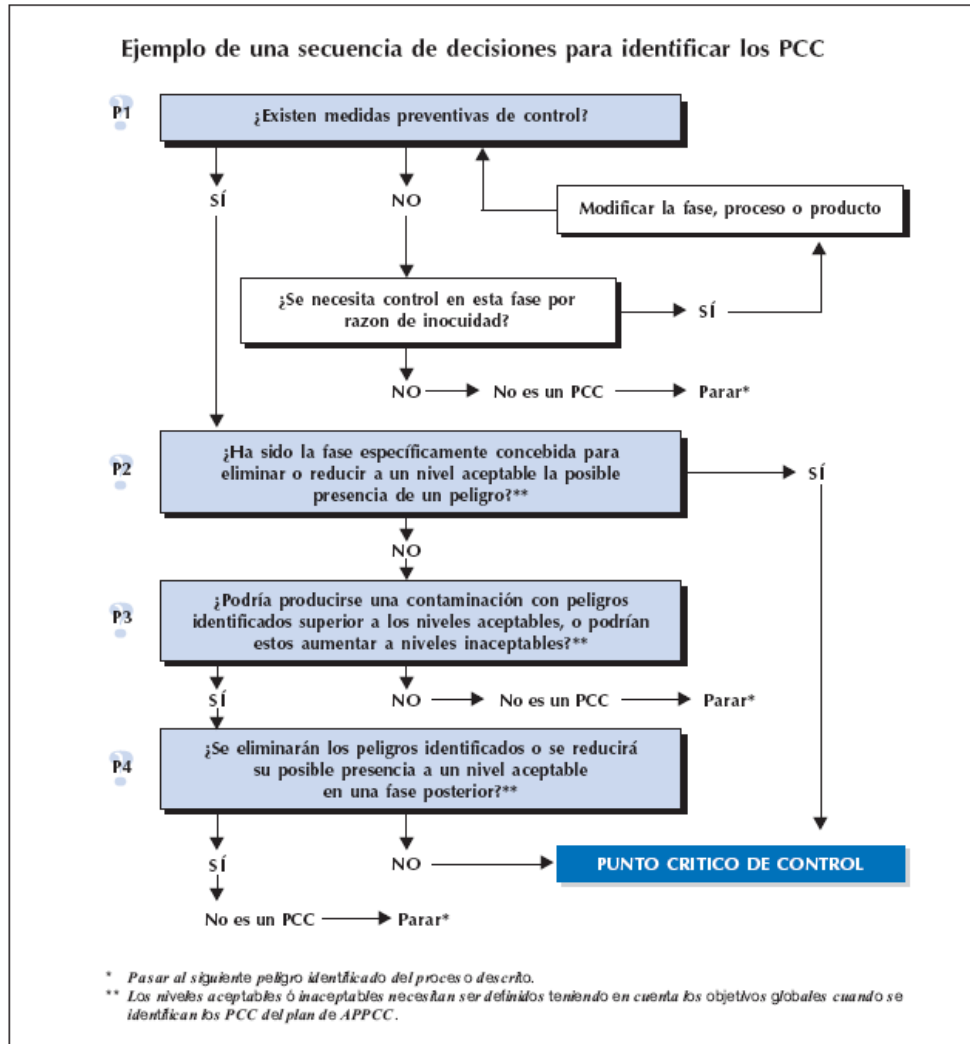 Ejemplo de una secuencia de decisiones para identificar los PCC
P1
¿Existen medidas preventivas de control?
SÍ
NO
Modificar la fase, proceso o producto
¿Se necesita control en esta fase por
razon de inocuidad?
SÍ
NO
No es un PCC
Parar*
P2
¿Ha sido la fase específicamente concebida para
eliminar o reducir a un nivel aceptable la posible
presencia de un peligro?**
SÍ
NO
P3
¿Podría producirse una contaminación con peligros
identificados superior a los niveles aceptables, o podrían
estos aumentar a niveles inaceptables?**
SÍ
NO
No es un PCC
Parar*
P4
¿Se eliminarán los peligros identificados o se reducirá
su posible presencia a un nivel aceptable
en una fase posterior?**
SÍ
NO
PUNTO CRITICO DE CONTROL
No es un PCC
Parar*
* Pasar al siguiente peligro identificado del proceso descrito.
** Los niveles aceptables ó inaceptables necesitan ser definidos teniendo en cuenta los objetivos globales cuando se
identifican los PCC del plan de APPCC.